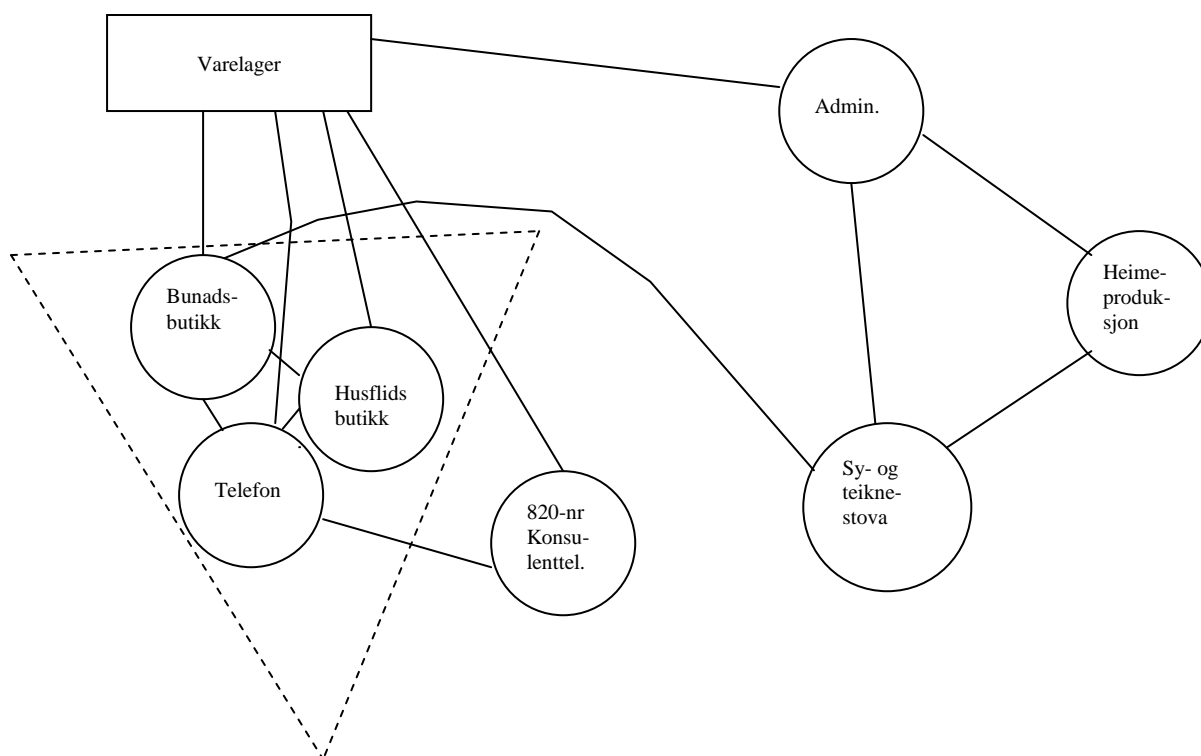 Varelager
Admin.
Heime-
produk-
sjon
Bunads-
butikk
Husflids
butikk
Telefon
820-nr
Konsu-
lenttel.
Sy- og
teikne-
stova